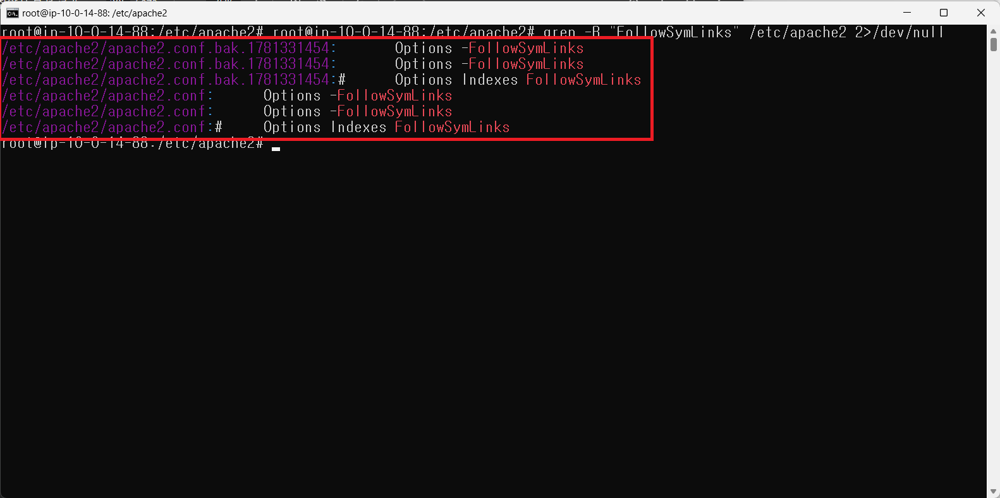 root@ip-10-0-14-88: /etc/apache2
root@ip-10-0-14-88:/etc/apache2# root@ip-10-0-14-88:/etc/apache2# grep -R "FollowSymLinks" /etc/apache2 2>/dev/null
/etc/apache2/apache2.conf.bak.1781331454:      Options -FollowSymLinks
/etc/apache2/apache2.conf.bak.1781331454:      Options -FollowSymLinks
/etc/apache2/apache2.conf.bak.1781331454:#      Options Indexes FollowSymLinks
/etc/apache2/apache2.conf:      Options -FollowSymLinks
/etc/apache2/apache2.conf:      Options -FollowSymLinks
/etc/apache2/apache2.conf:#      Options Indexes FollowSymLinks
root@ip-10-0-14-88:/etc/apache2#